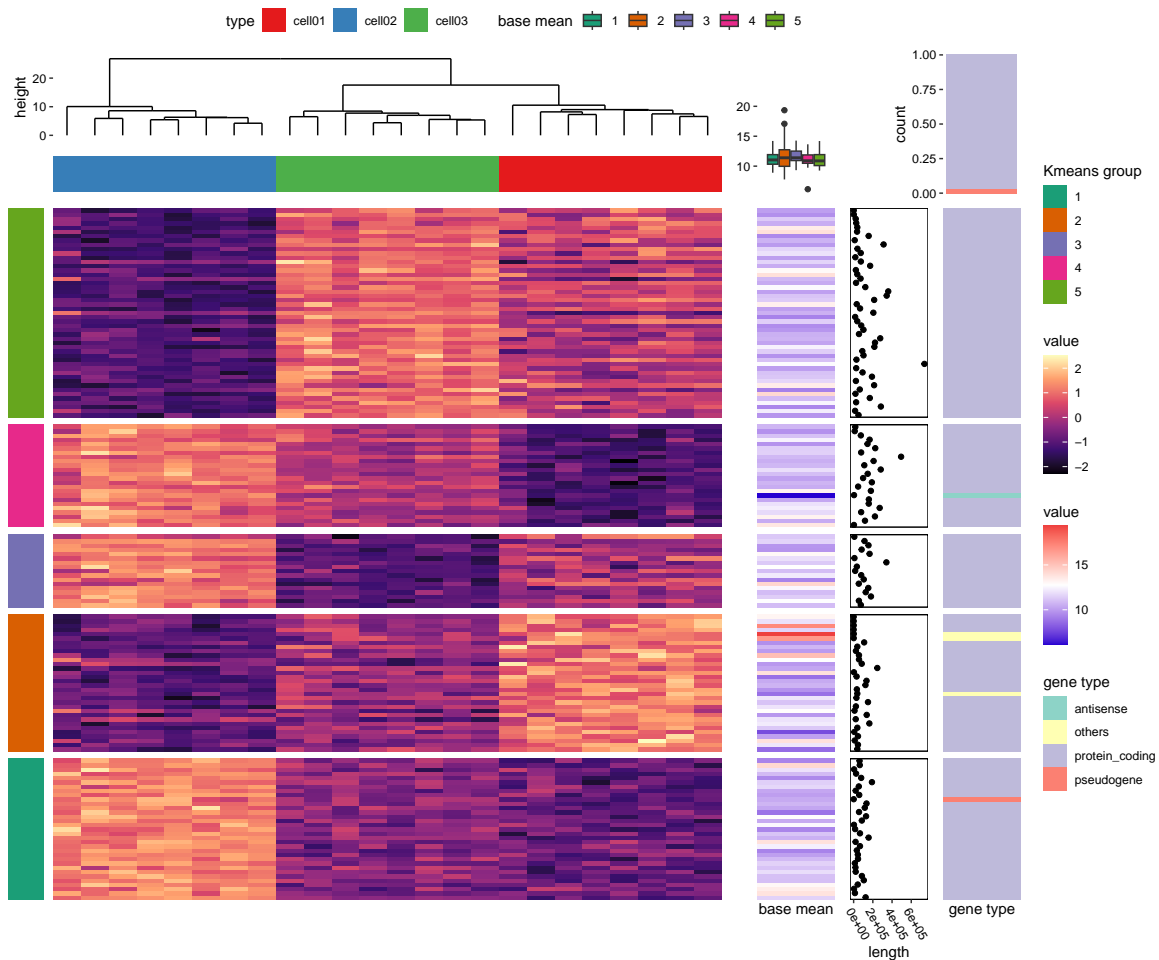 type cell01 cell02 cell03 base mean 1 2 3 4 5
height
20
10
0
20
15
10
count
1.00
0.75
0.50
0.25
0.00
Kmeans group
1
2
3
4
5
value
2
1
0
−1
−2
value
15
10
gene type
antisense
others
protein_coding
pseudogene
base mean
0e+00
2e+05
4e+05
6e+05
length
gene type